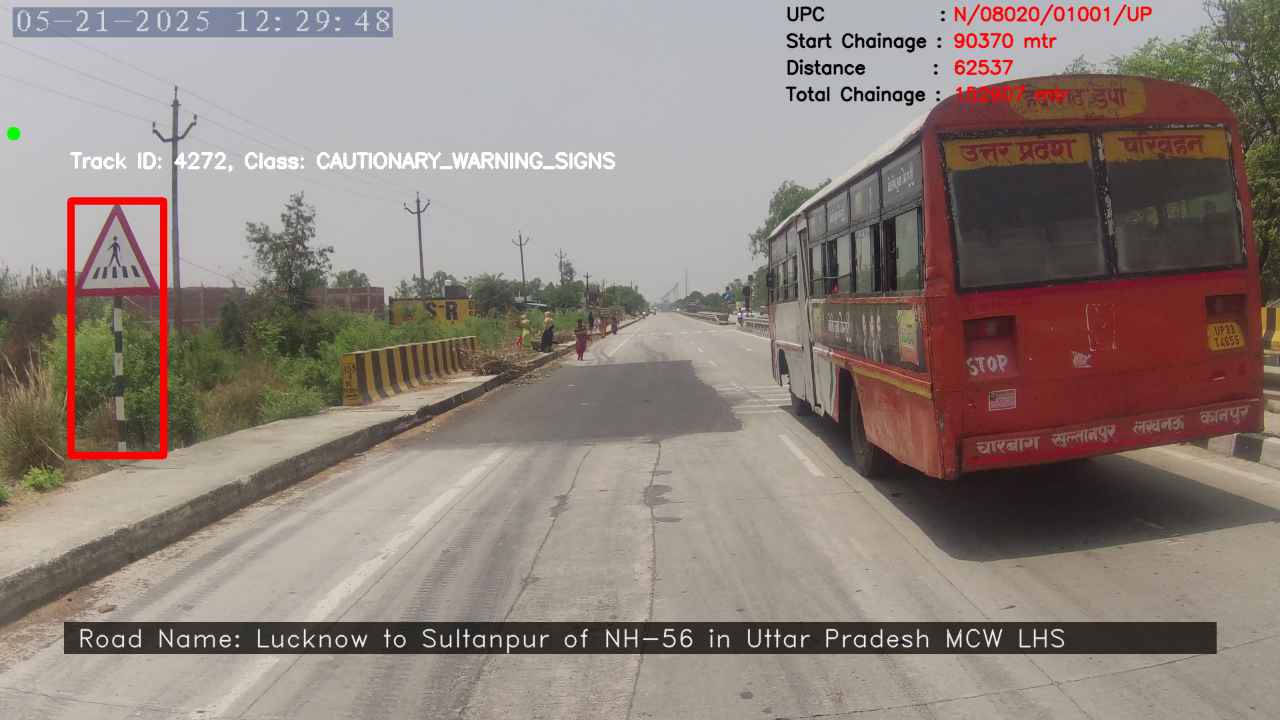 05-21-2025 12:29:48
UPC : N/08020/01001/UP
Start Chainage : 90370 mtr
Distance : 62537
Total Chainage : 152907 mtr
Track ID: 4272, Class: CAUTIONARY_WARNING_SIGNS
उत्तर प्रदेश परिवहन
S-R
STOP
UP33
T4655
चारबाग सुल्तानपुर लखनऊ कानपुर
Road Name: Lucknow to Sultanpur of NH-56 in Uttar Pradesh MCW LHS